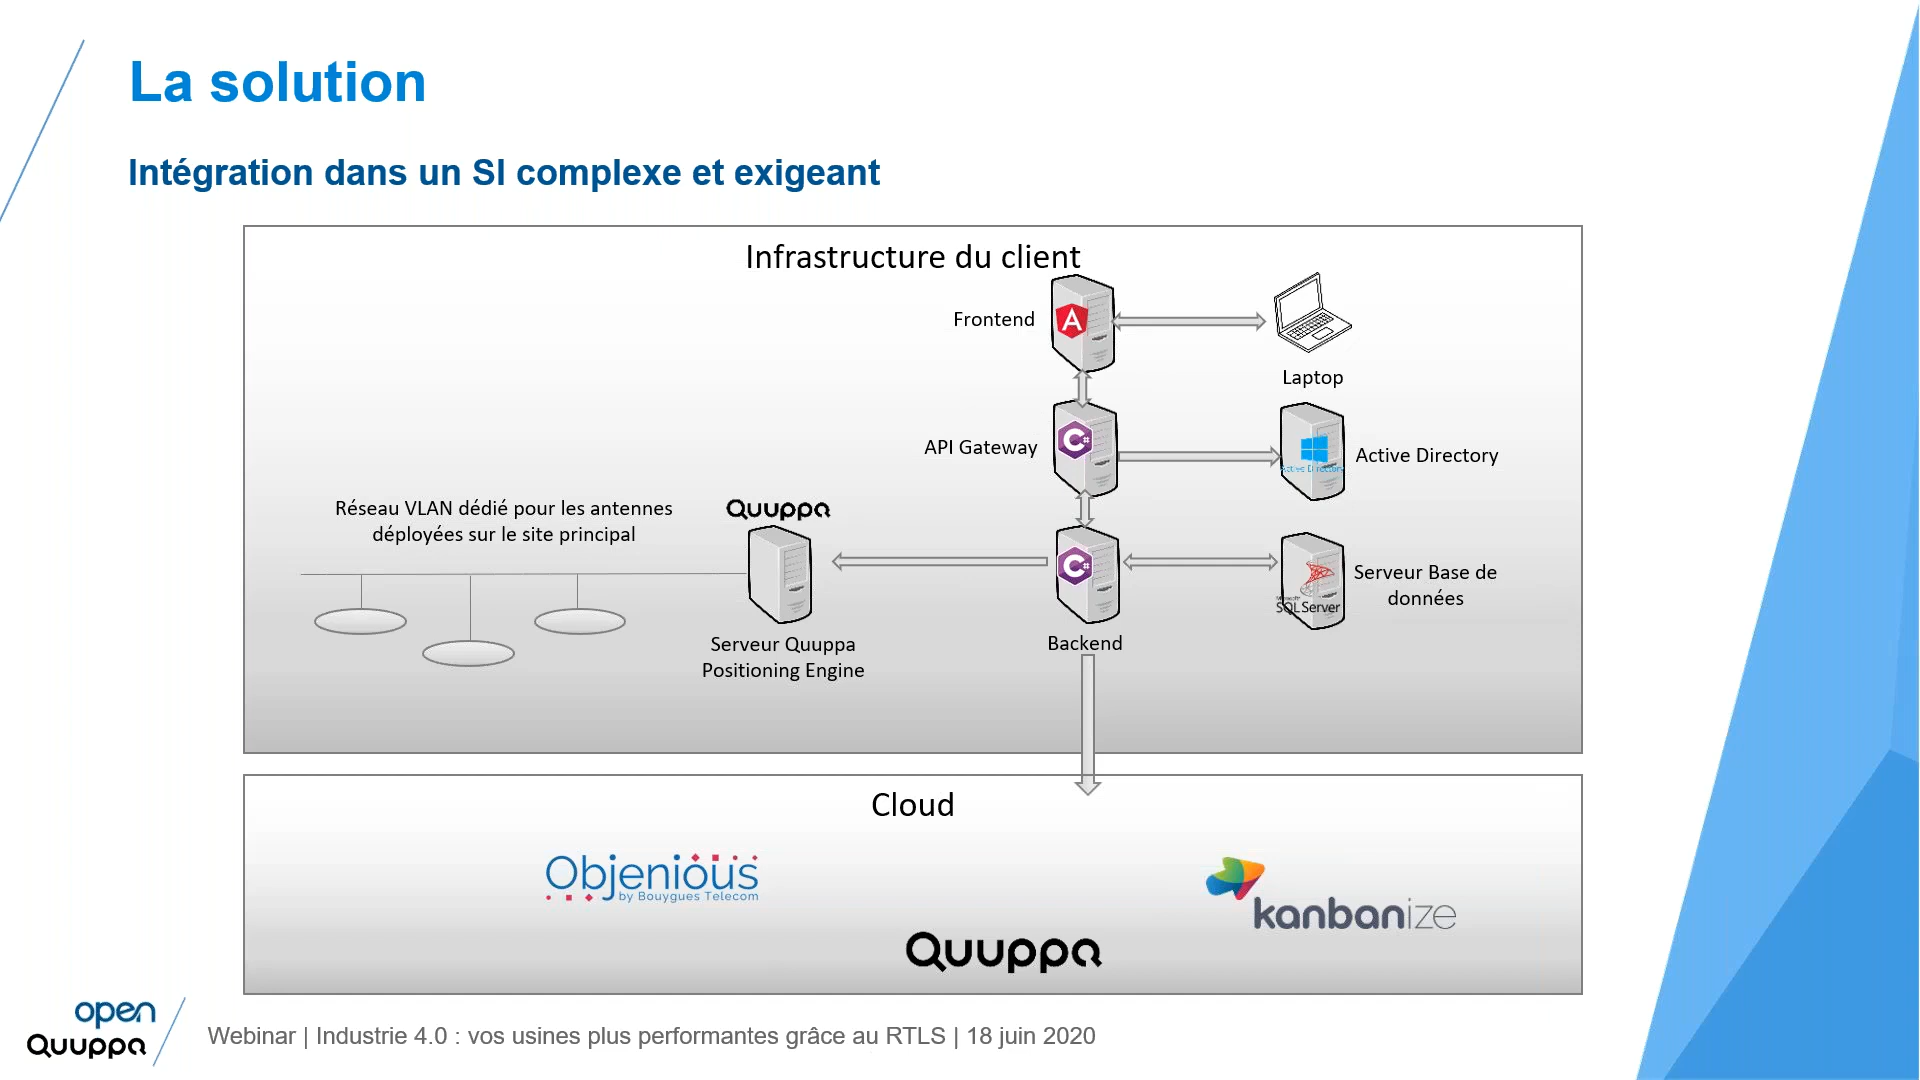 La solution
Intégration dans un SI complexe et exigeant
Infrastructure du client
Frontend
Laptop
API Gateway
C#
Active Directory
Active Directory
Réseau VLAN dédié pour les antennes
déployées sur le site principal
Quuppa
Serveur Quuppa
Positioning Engine
C#
Backend
Microsoft
SQL Server
Serveur Base de
données
Cloud
Objenious
by Bouygues Telecom
kanbanize
Quuppa
open
Quuppa
Webinar | Industrie 4.0 : vos usines plus performantes grâce au RTLS | 18 juin 2020